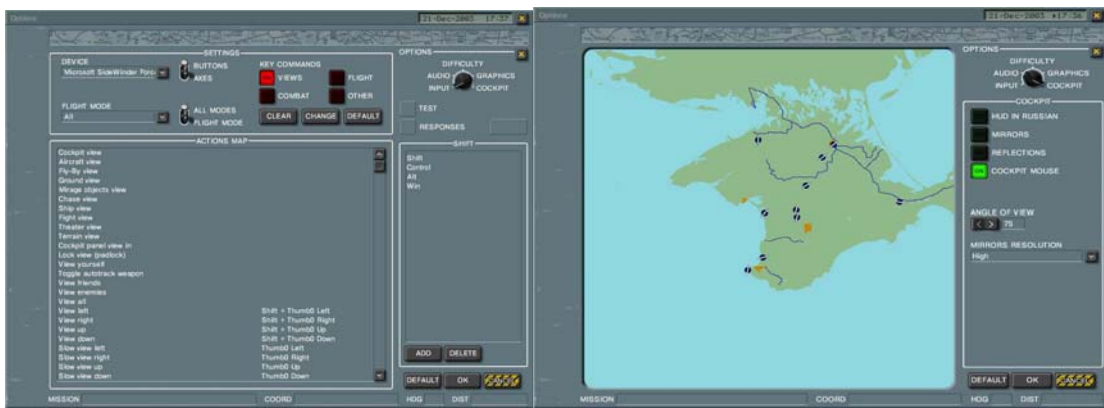 Options
21-Dec-2003 17:37
SETTINGS
DEVICE
Microsoft SideWinder Forc
BUTTONS
AXES
KEY COMMANDS
VIEWS
FLIGHT
COMBAT
OTHER
FLIGHT MODE
All
ALL MODES
FLIGHT MODE
CLEAR
CHANGE
DEFAULT
OPTIONS
DIFFICULTY
AUDIO
GRAPHICS
INPUT
COCKPIT
TEST
RESPONSES
ACTIONS MAP
Cockpit view
Aircraft view
Fly-By view
Ground view
Mirage objects view
Chase view
Ship view
Fight view
Theater view
Terrain view
Cockpit panel view in
Lock view (padlock)
View yourself
Toggle autotrack weapon
View friends
View enemies
View all
View left Shift + Thumb0 Left
View right Shift + Thumb0 Right
View up Shift + Thumb0 Up
View down Shift + Thumb0 Down
Slow view left Thumb0 Left
Slow view right Thumb0 Right
Slow view up Thumb0 Up
Slow view down Thumb0 Down
SHIFT
Shift
Control
Alt
Win
ADD
DELETE
DEFAULT
OK
CANCEL
MISSION
COORD
HDG
DIST
Options
21-Dec-2003 17:36
OPTIONS
DIFFICULTY
AUDIO
GRAPHICS
INPUT
COCKPIT
COCKPIT
HUD IN RUSSIAN
MIRRORS
REFLECTIONS
ON
COCKPIT MOUSE
ANGLE OF VIEW
75
MIRRORS RESOLUTION
High
DEFAULT
OK
CANCEL
MISSION
COORD
HDG
DIST